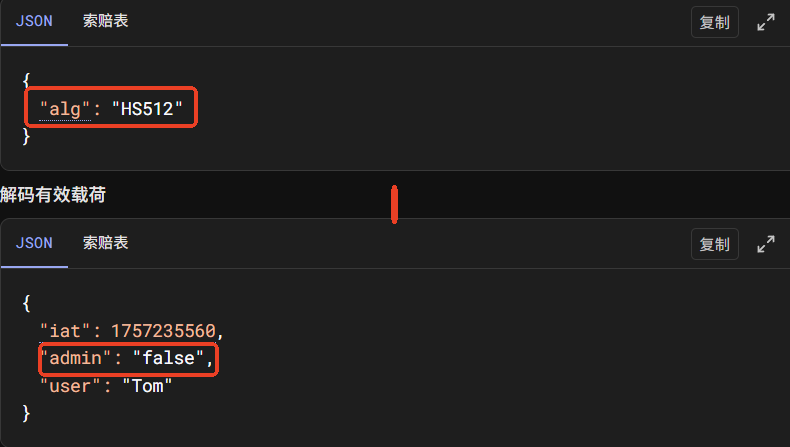 JSON 索赔表 复制
{
"alg": "HS512"
}
解码有效载荷
JSON 索赔表 复制
{
"iat": 1757235560,
"admin": "false",
"user": "Tom"
}